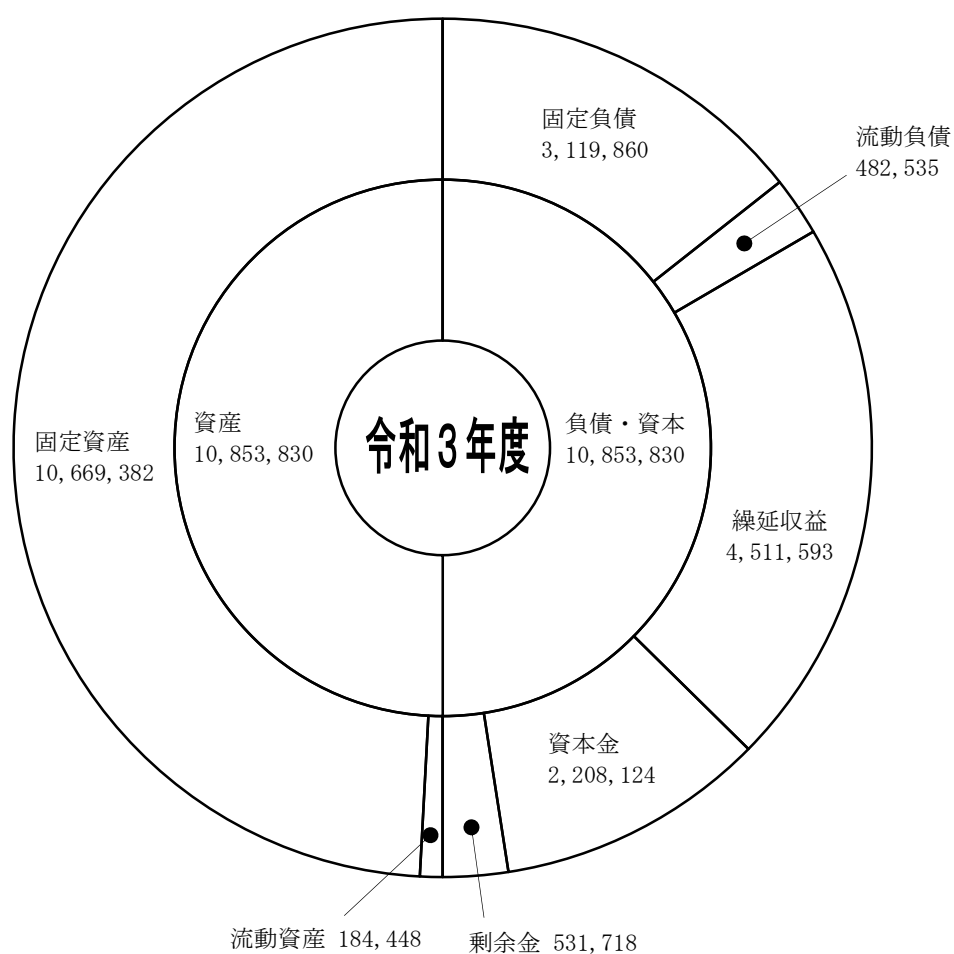 固定負債
3,119,860
流動負債
482,535
資産
10,853,830
令和3年度
負債・資本
10,853,830
固定資産
10,669,382
繰延収益
4,511,593
資本金
2,208,124
流動資産 184,448
剰余金 531,718